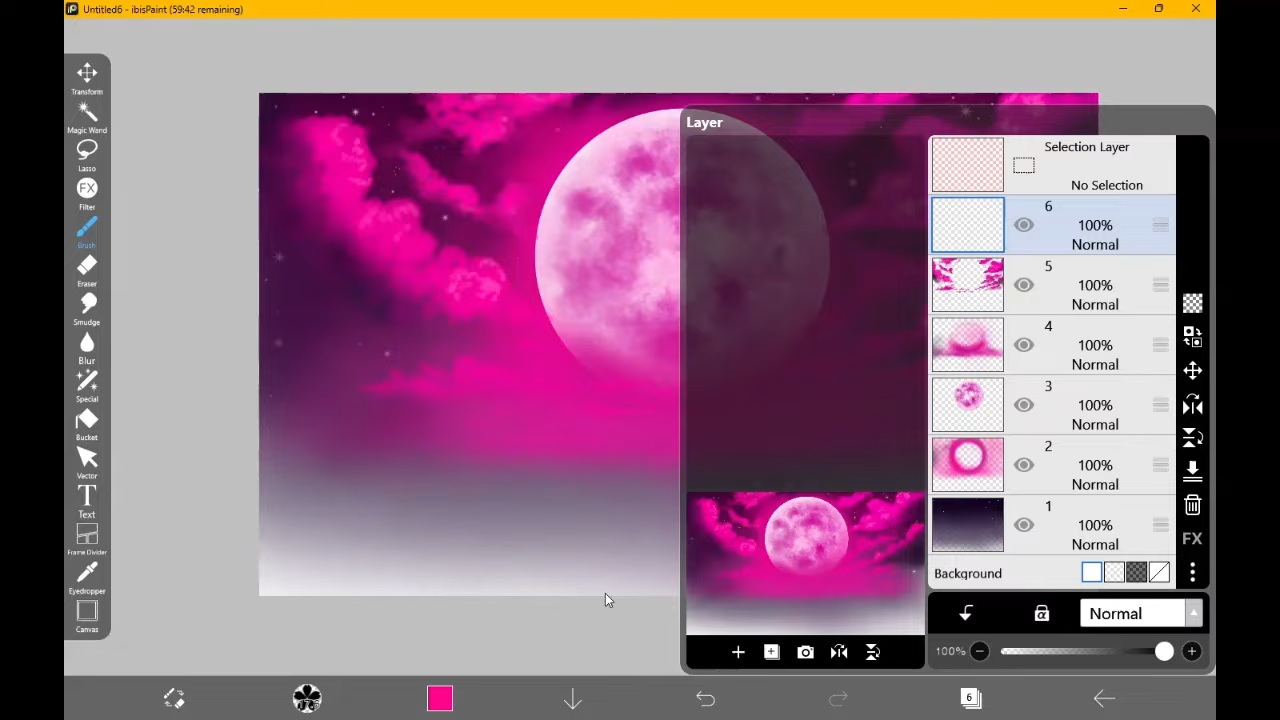 Untitled6 - ibisPaint (59:42 remaining)
Transform
Magic Wand
Lasso
FX
Filter
Brush
Eraser
Smudge
Blur
Special
Bucket
Vector
T
Text
Frame Divider
Eyedropper
Canvas
Layer
Selection Layer
No Selection
6
100%
Normal
5
100%
Normal
4
100%
Normal
3
100%
Normal
2
100%
Normal
1
100%
Normal
Background
FX
α
Normal
100%
6